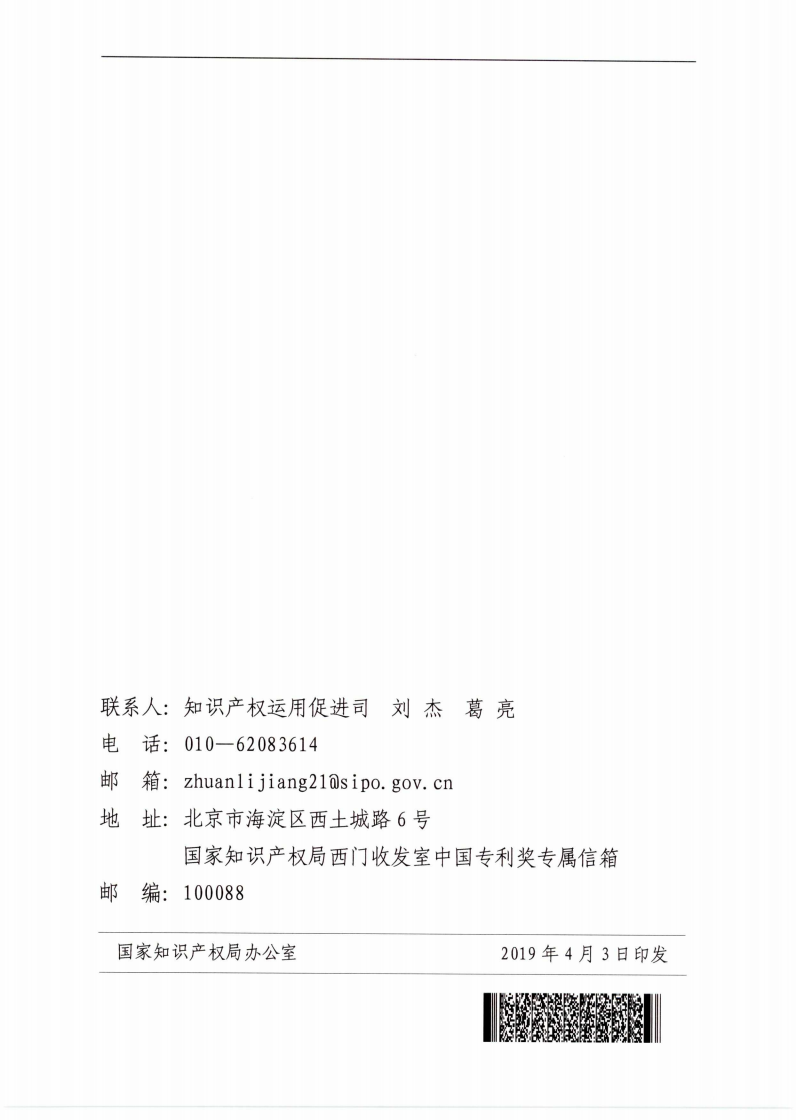 联系人：知识产权运用促进司 刘 杰 葛 亮
电 话：010—62083614
邮 箱：zhuanlijiang21@sipo.gov.cn
地 址：北京市海淀区西土城路6号
国家知识产权局西门收发室中国专利奖专属信箱
邮 编：100088
国家知识产权局办公室 2019年4月3日印发